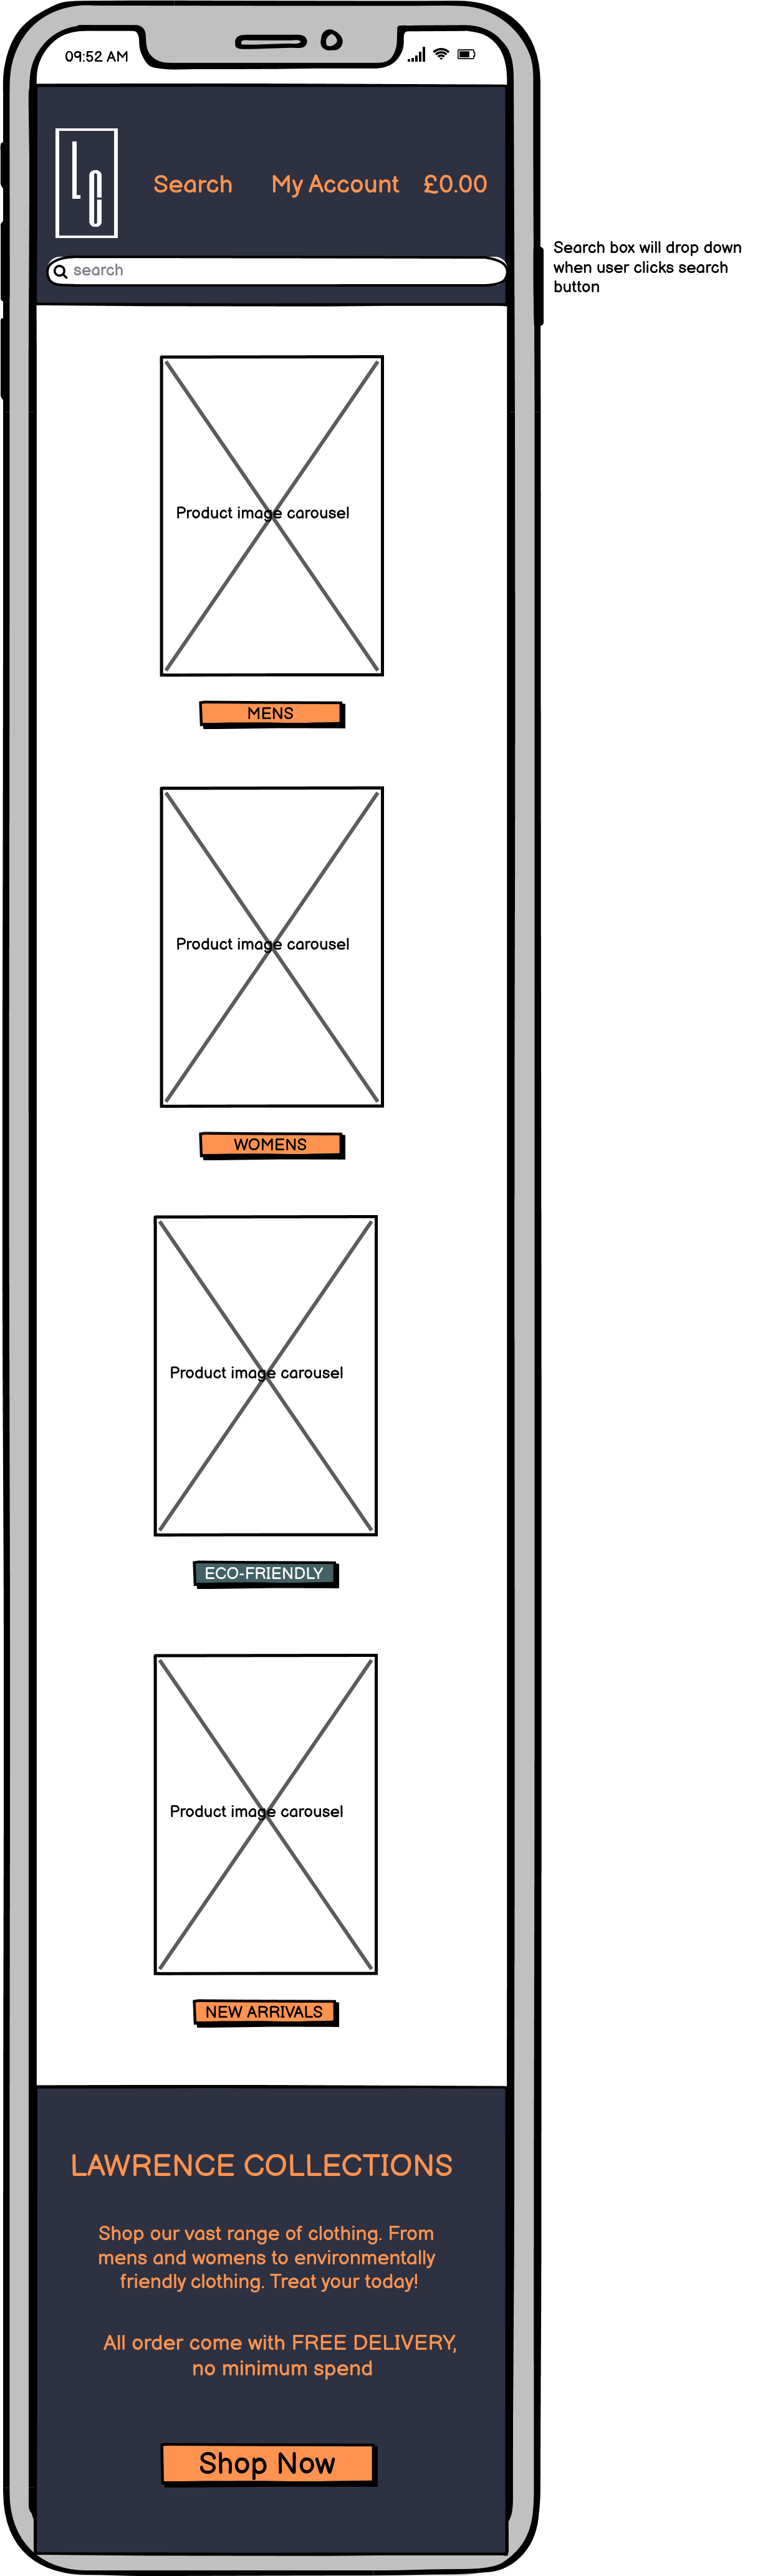 09:52 AM
LC
Search My Account £0.00
search
Search box will drop down
when user clicks search
button
Product image carousel
MENS
Product image carousel
WOMENS
Product image carousel
ECO-FRIENDLY
Product image carousel
NEW ARRIVALS
LAWRENCE COLLECTIONS
Shop our vast range of clothing. From
mens and womens to environmentally
friendly clothing. Treat your today!
All order come with FREE DELIVERY,
no minimum spend
Shop Now